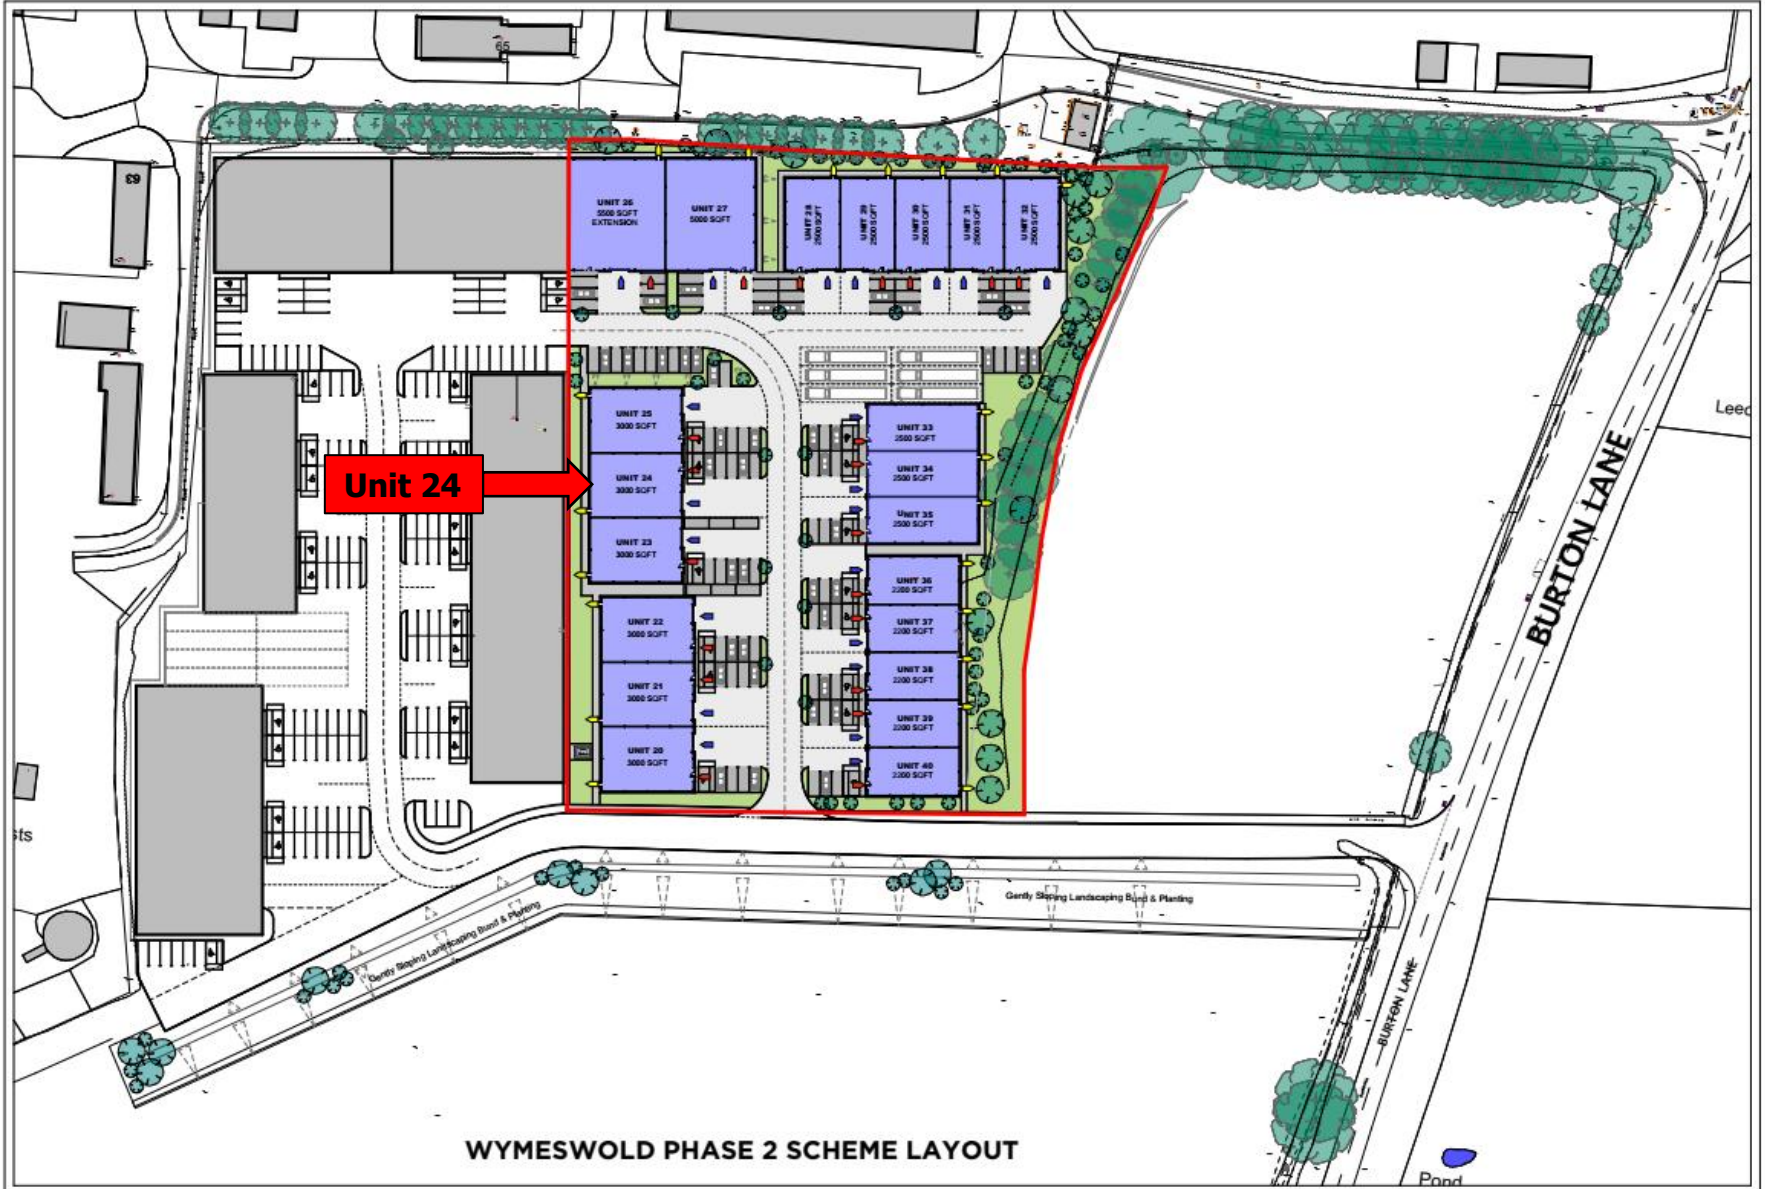 65
63
UNIT 26
5500 SQFT
EXTENSION
UNIT 27
5000 SQFT
UNIT 28
2500 SQFT
UNIT 29
2500 SQFT
UNIT 30
2500 SQFT
UNIT 31
2500 SQFT
UNIT 32
2500 SQFT
UNIT 25
3000 SQFT
Unit 24
UNIT 24
3000 SQFT
UNIT 23
3000 SQFT
UNIT 22
3000 SQFT
UNIT 21
3000 SQFT
UNIT 20
3000 SQFT
UNIT 33
2500 SQFT
UNIT 34
2500 SQFT
UNIT 35
2500 SQFT
UNIT 36
2200 SQFT
UNIT 37
2200 SQFT
UNIT 38
2200 SQFT
UNIT 39
2200 SQFT
UNIT 40
2200 SQFT
Leec
BURTON LANE
sts
Gently Sloping Landscaping Bund & Planting
Gently Sloping Landscaping Bund & Planting
BURTON LANE
WYMESWOLD PHASE 2 SCHEME LAYOUT
Pond